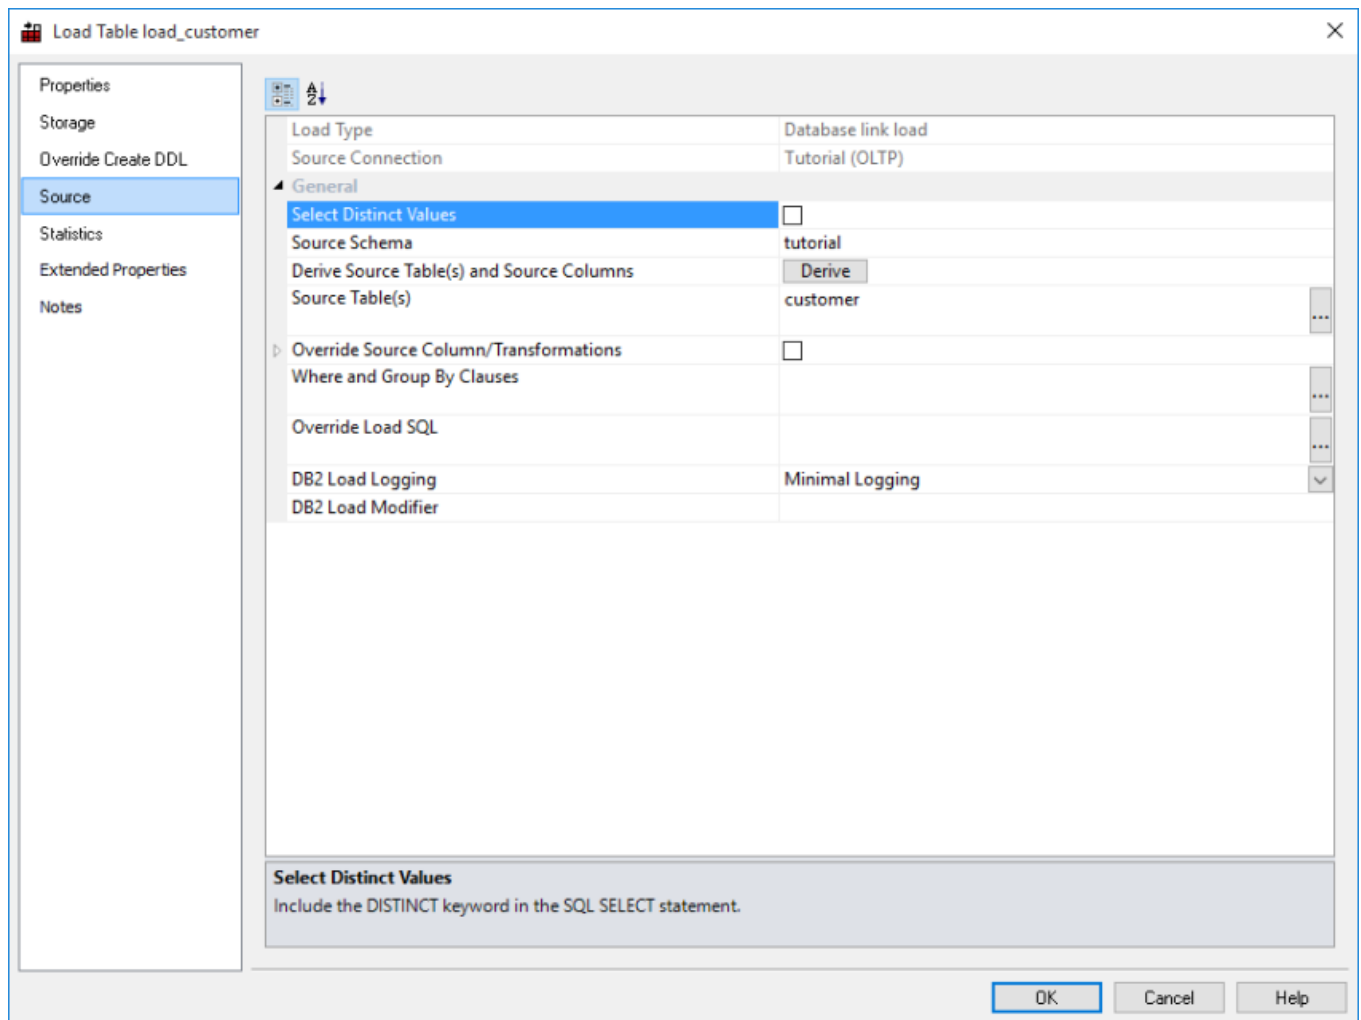 Load Table load_customer
Properties
Storage
Override Create DDL
Source
Statistics
Extended Properties
Notes
Load Type Database link load
Source Connection Tutorial (OLTP)
General
Select Distinct Values
Source Schema tutorial
Derive Source Table(s) and Source Columns Derive
Source Table(s) customer
...
Override Source Column/Transformations
Where and Group By Clauses
...
Override Load SQL
...
DB2 Load Logging Minimal Logging
DB2 Load Modifier
Select Distinct Values
Include the DISTINCT keyword in the SQL SELECT statement.
OK Cancel Help